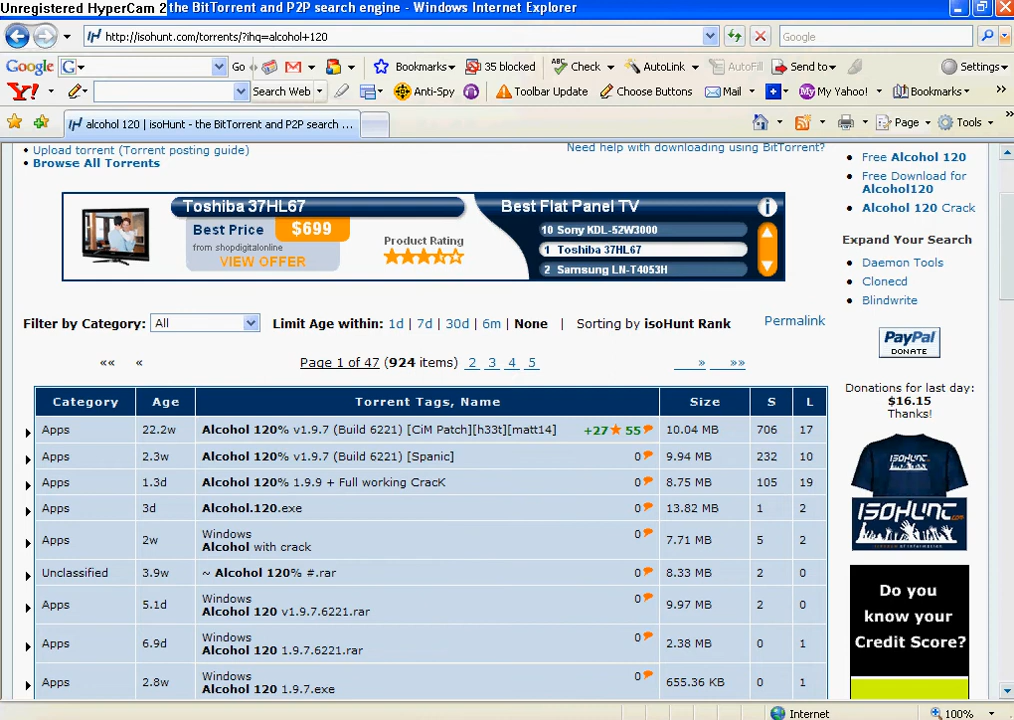 Unregistered HyperCam 2 the BitTorrent and P2P search engine - Windows Internet Explorer
http://isohunt.com/torrents/?ihq=alcohol+120
Google
Google G Go Bookmarks 35 blocked Check AutoLink AutoFill Send to Settings
Y! Search Web Anti-Spy Toolbar Update Choose Buttons Mail My Yahoo! Bookmarks
alcohol 120 | isoHunt - the BitTorrent and P2P search ... Page Tools
• Upload torrent (Torrent posting guide)
Need help with downloading using BitTorrent?
• Browse All Torrents
• Free Alcohol 120
• Free Download for
Alcohol120
• Alcohol 120 Crack
Toshiba 37HL67
Best Price $699
from shopdigitalonline
VIEW OFFER
Product Rating
Best Flat Panel TV
i
10 Sony KDL-52W3000
1 Toshiba 37HL67
2 Samsung LN-T4053H
Expand Your Search
• Daemon Tools
• Clonecd
• Blindwrite
Filter by Category: All Limit Age within: 1d | 7d | 30d | 6m | None | Sorting by isoHunt Rank Permalink
PayPal
DONATE
«« « Page 1 of 47 (924 items) 2 3 4 5 » »»
Donations for last day:
$16.15
Thanks!
Category Age Torrent Tags, Name Size S L
Apps 22.2w Alcohol 120% v1.9.7 (Build 6221) [CiM Patch][h33t][matt14] +27 55 10.04 MB 706 17
Apps 2.3w Alcohol 120% v1.9.7 (Build 6221) [Spanic] 0 9.94 MB 232 10
Apps 1.3d Alcohol 120% 1.9.9 + Full working CracK 0 8.75 MB 105 19
Apps 3d Alcohol.120.exe 0 13.82 MB 1 2
Windows
Apps 2w Alcohol with crack 0 7.71 MB 5 2
Unclassified 3.9w ~ Alcohol 120% #.rar 0 8.33 MB 2 0
Windows
Apps 5.1d Alcohol 120 v1.9.7.6221.rar 0 9.97 MB 2 0
Windows
Apps 6.9d Alcohol 120 1.9.7.6221.rar 0 2.38 MB 0 1
Windows
Apps 2.8w Alcohol 120 1.9.7.exe 0 655.36 KB 0 1
ISOHUNT
ISOHUNT.com
Do you
know your
Credit Score?
Internet 100%